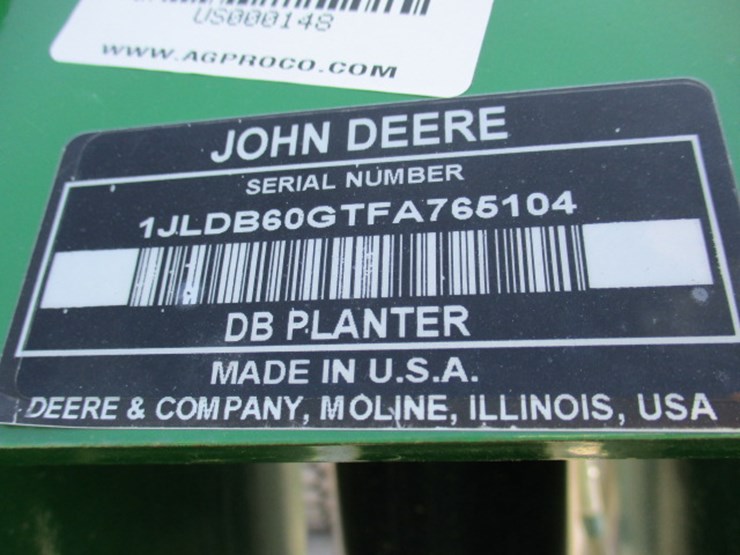 US000148
WWW.AGPROCO.COM
JOHN DEERE
SERIAL NUMBER
1JLDB60GTFA765104
DB PLANTER
MADE IN U.S.A.
DEERE & COMPANY, MOLINE, ILLINOIS, USA